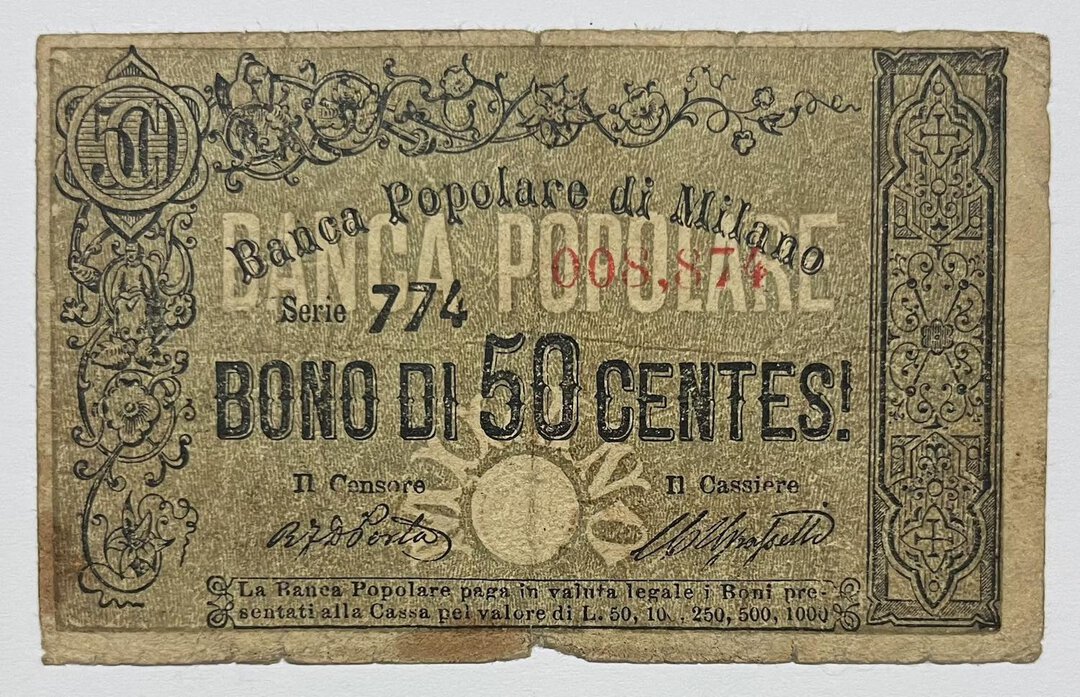 50
Banca Popolare di Milano
BANCA POPOLARE
008,874
Serie 774
BONO DI 50 CENTES!
MILANO
Il Censore Il Cassiere
La Banca Popolare paga in valuta legale i Boni pre-
sentati alla Cassa pel valore di L. 50, 250, 500, 1000